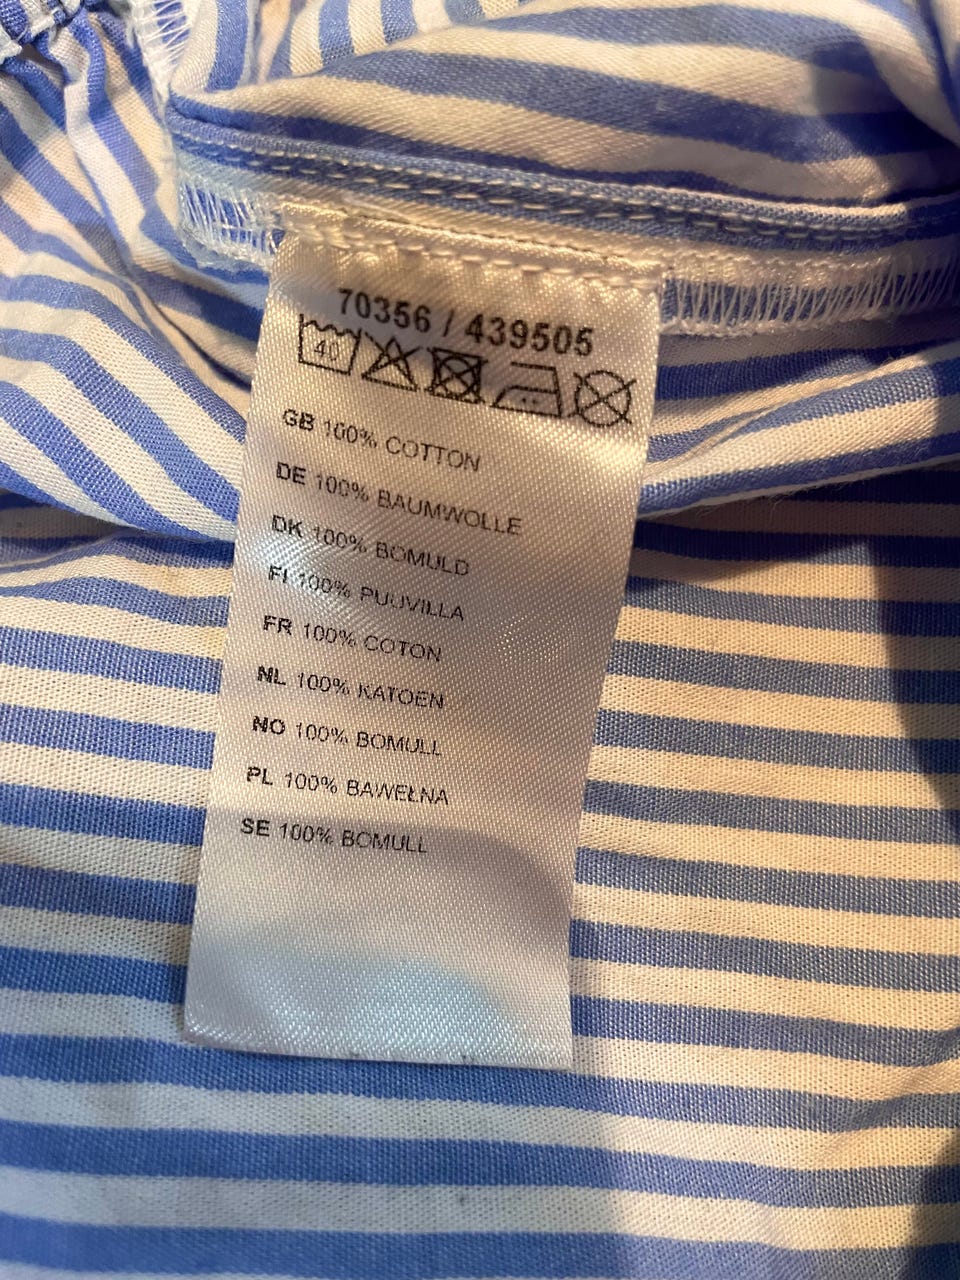 70356 / 439505
40
GB 100% COTTON
DE 100% BAUMWOLLE
DK 100% BOMULD
FI 100% PUUVILLA
FR 100% COTON
NL 100% KATOEN
NO 100% BOMULL
PL 100% BAWEŁNA
SE 100% BOMULL